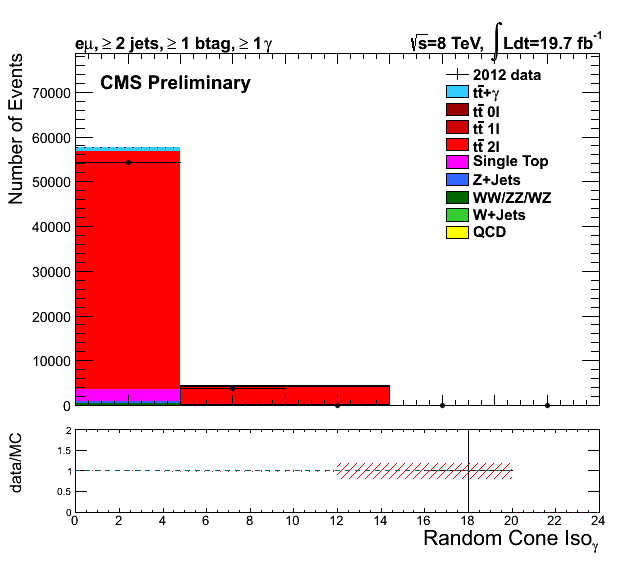 eμ, ≥ 2 jets, ≥ 1 btag, ≥ 1γ
√s=8 TeV, ∫ Ldt=19.7 fb⁻¹
CMS Preliminary
2012 data
tt̄+γ
tt̄ 0l
tt̄ 1l
tt̄ 2l
Single Top
Z+Jets
WW/ZZ/WZ
W+Jets
QCD
Number of Events
70000
60000
50000
40000
30000
20000
10000
0
data/MC
2
1.5
1
0.5
0
0 2 4 6 8 10 12 14 16 18 20 22 24
Random Cone Iso_γ